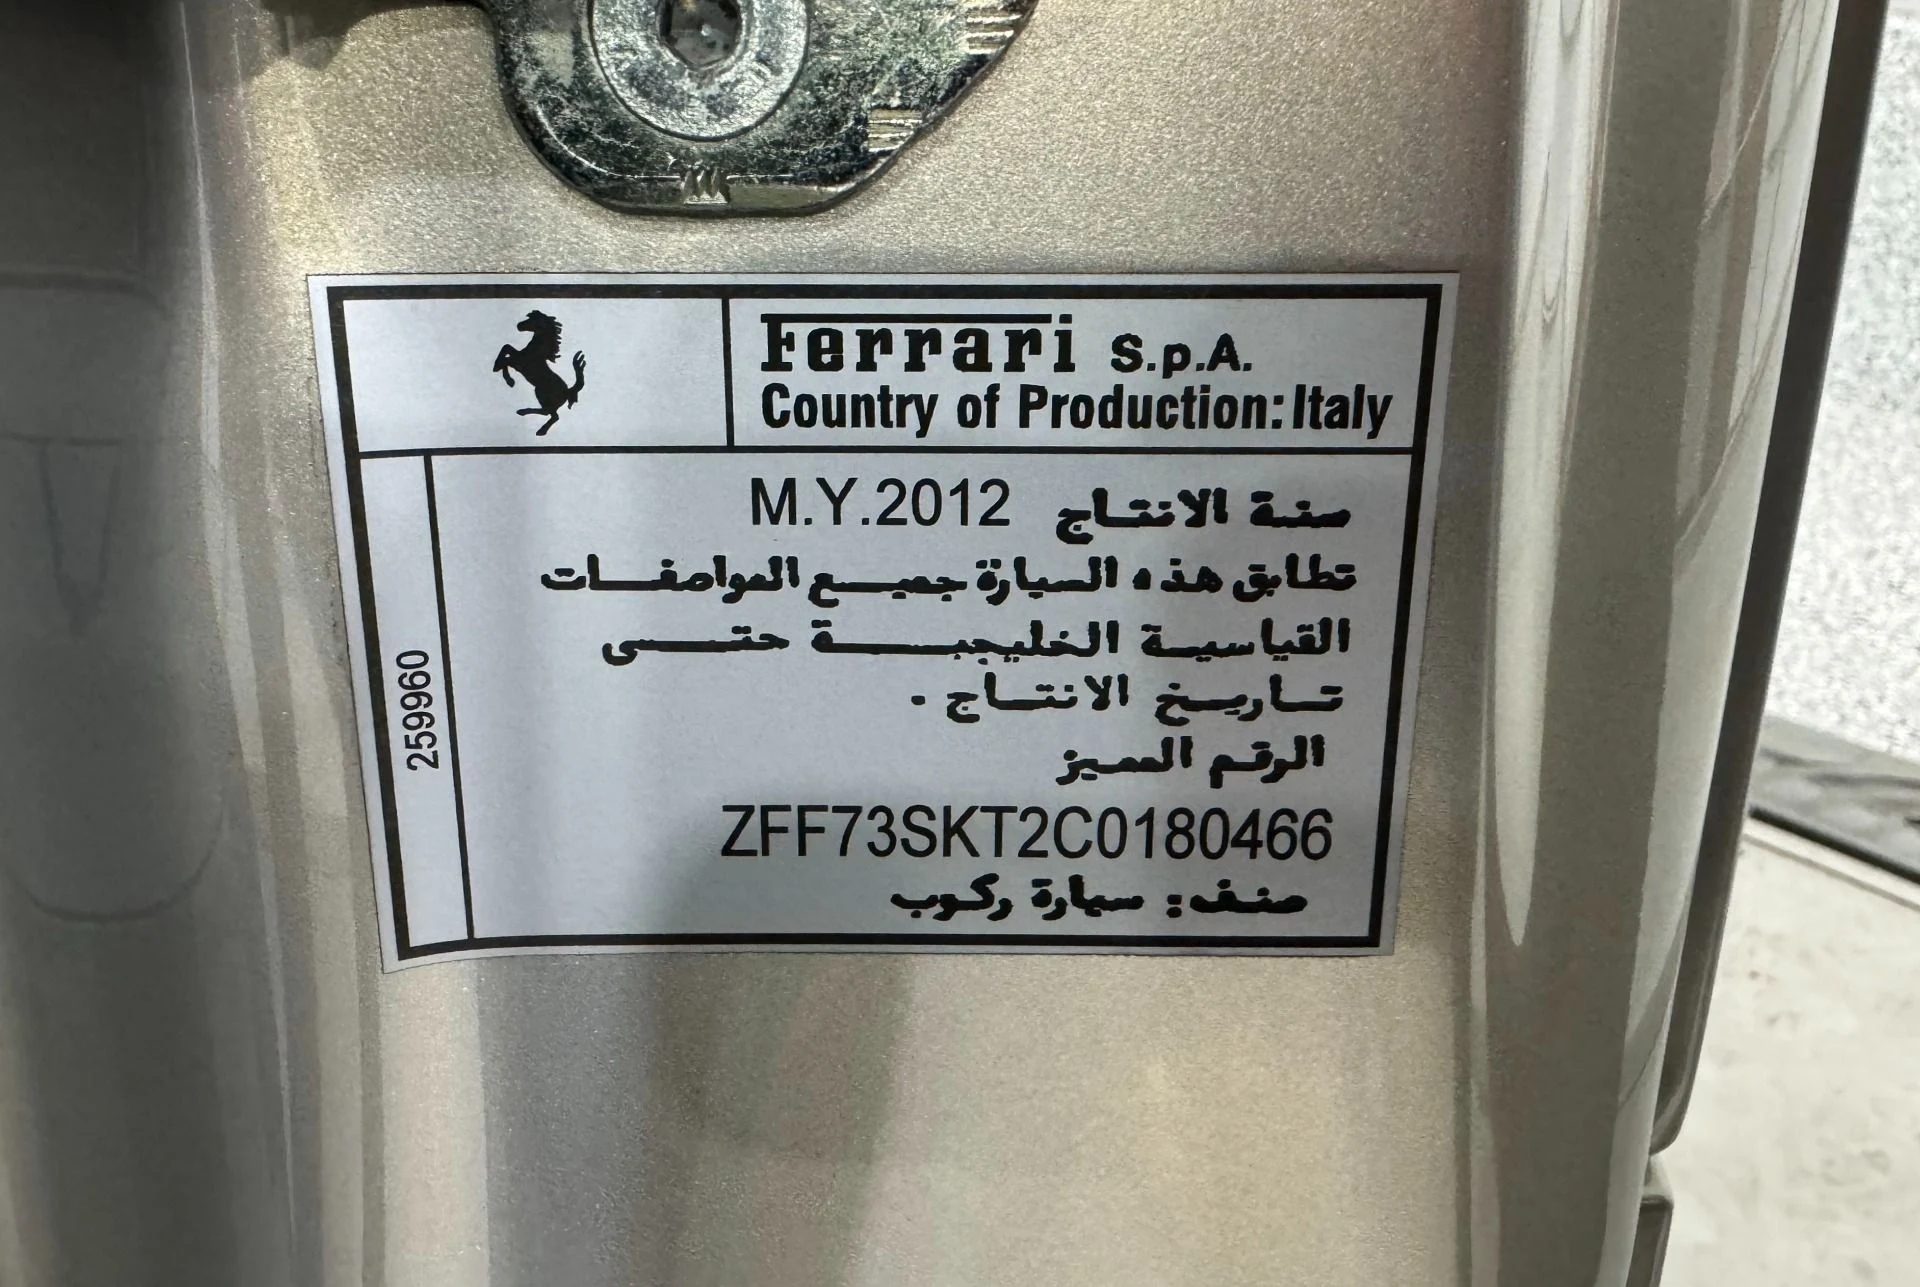 Ferrari S.p.A.
Country of Production: Italy
سنة الانتاج M.Y.2012
تطابق هذه السيارة جميع المواصفات
القياسية الخليجية حتى
تاريخ الانتاج .
الرقم المميز
ZFF73SKT2C0180466
صنف: سيارة ركوب
2599960